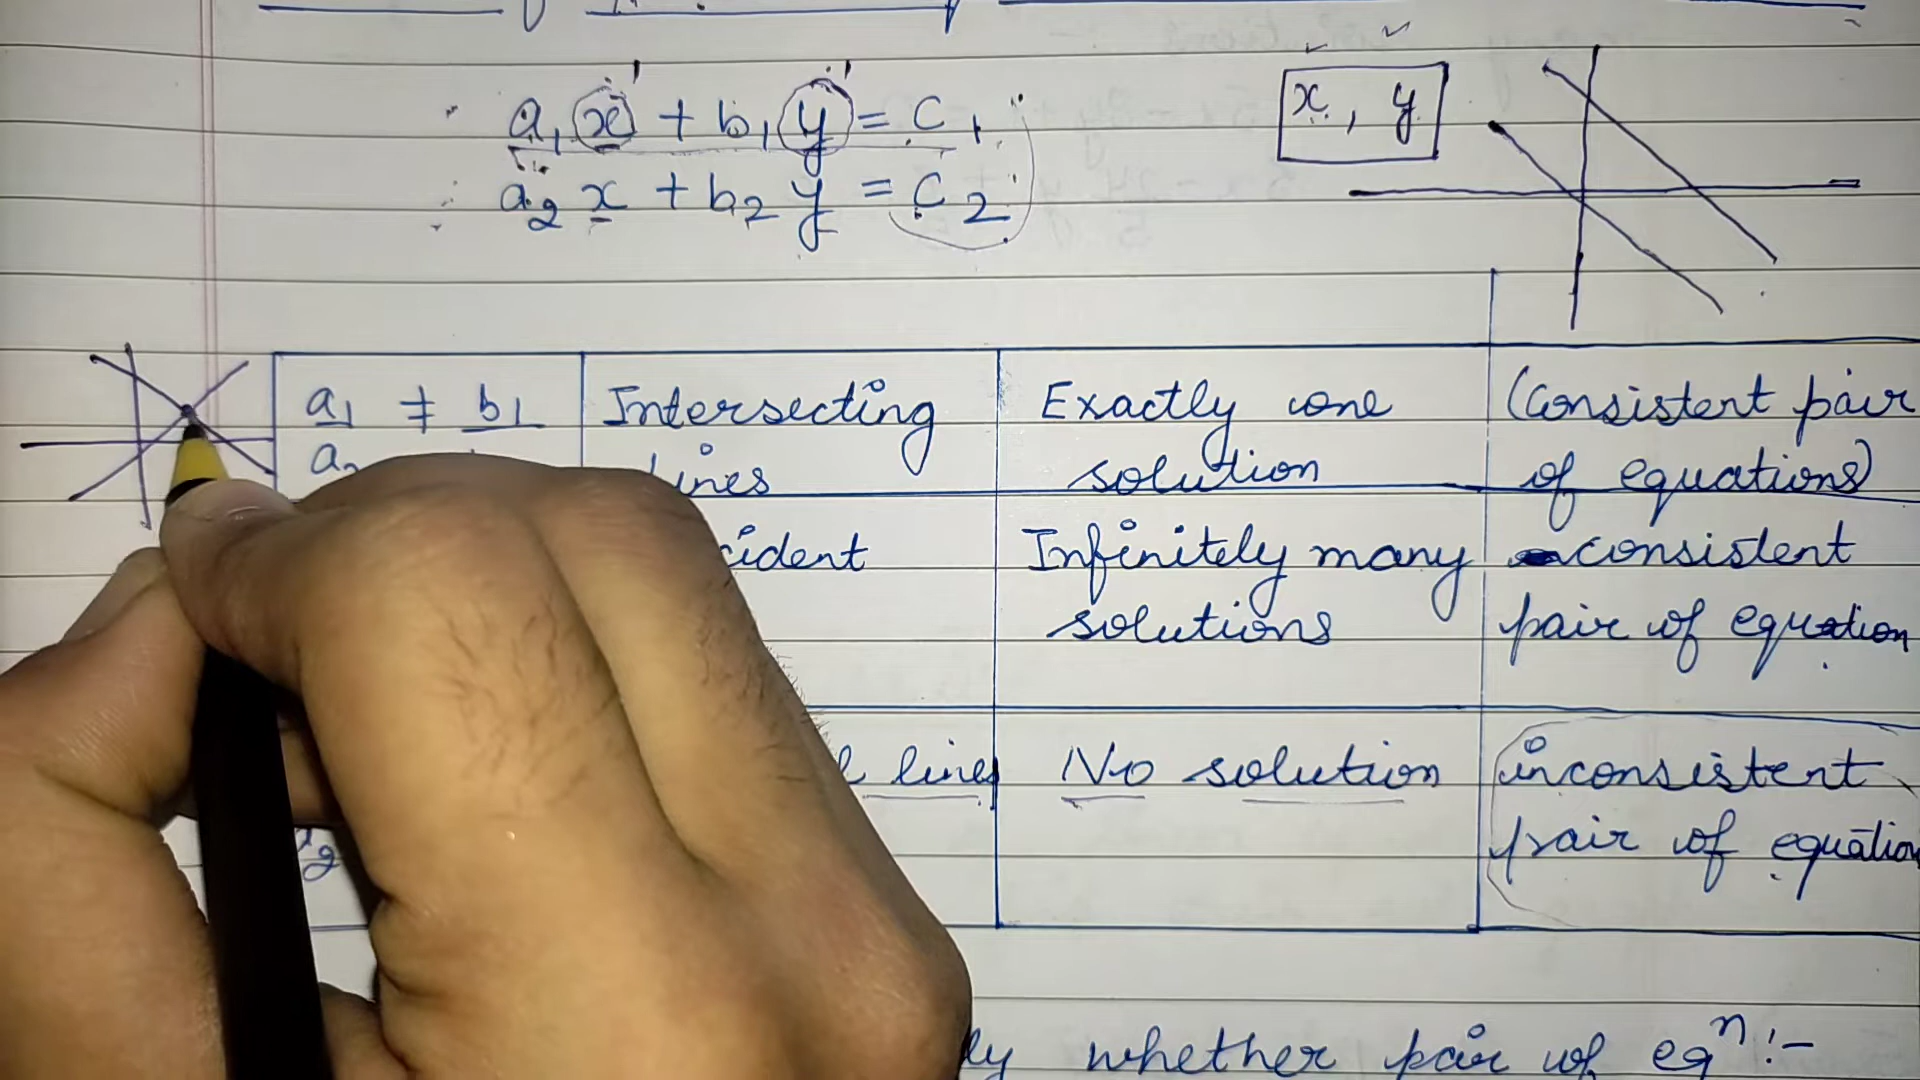 a₁x + b₁y = c₁
x, y
a₂x + b₂y = c₂
a₁ ≠ b₁ Intersecting Exactly one (Consistent pair
solution of equations)
Infinitely many consistent
solutions pair of equation
lines No solution inconsistent
pair of equation
whether pair of eqⁿ :-